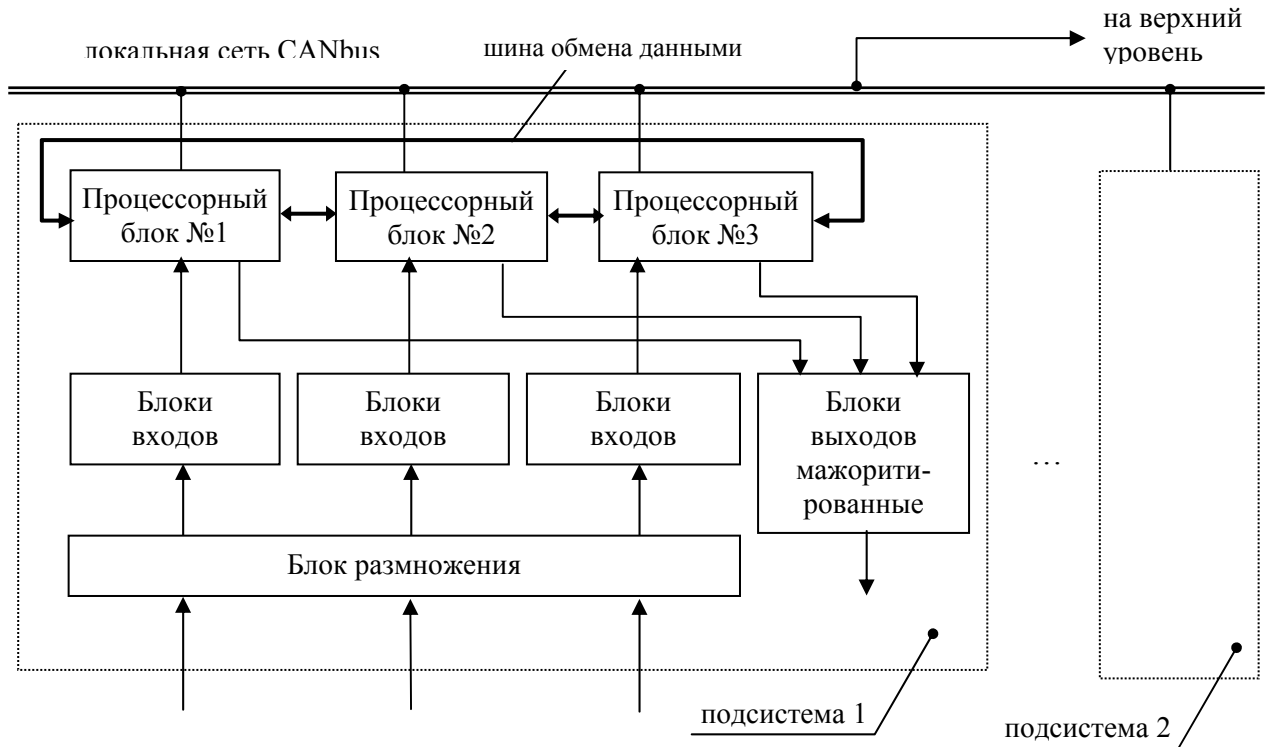 на верхний
уровень
локальная сеть CANbus
шина обмена данными
Процессорный
блок №1
Процессорный
блок №2
Процессорный
блок №3
Блоки
входов
Блоки
входов
Блоки
входов
Блоки
выходов
мажорити-
рованные
...
Блок размножения
подсистема 1
подсистема 2